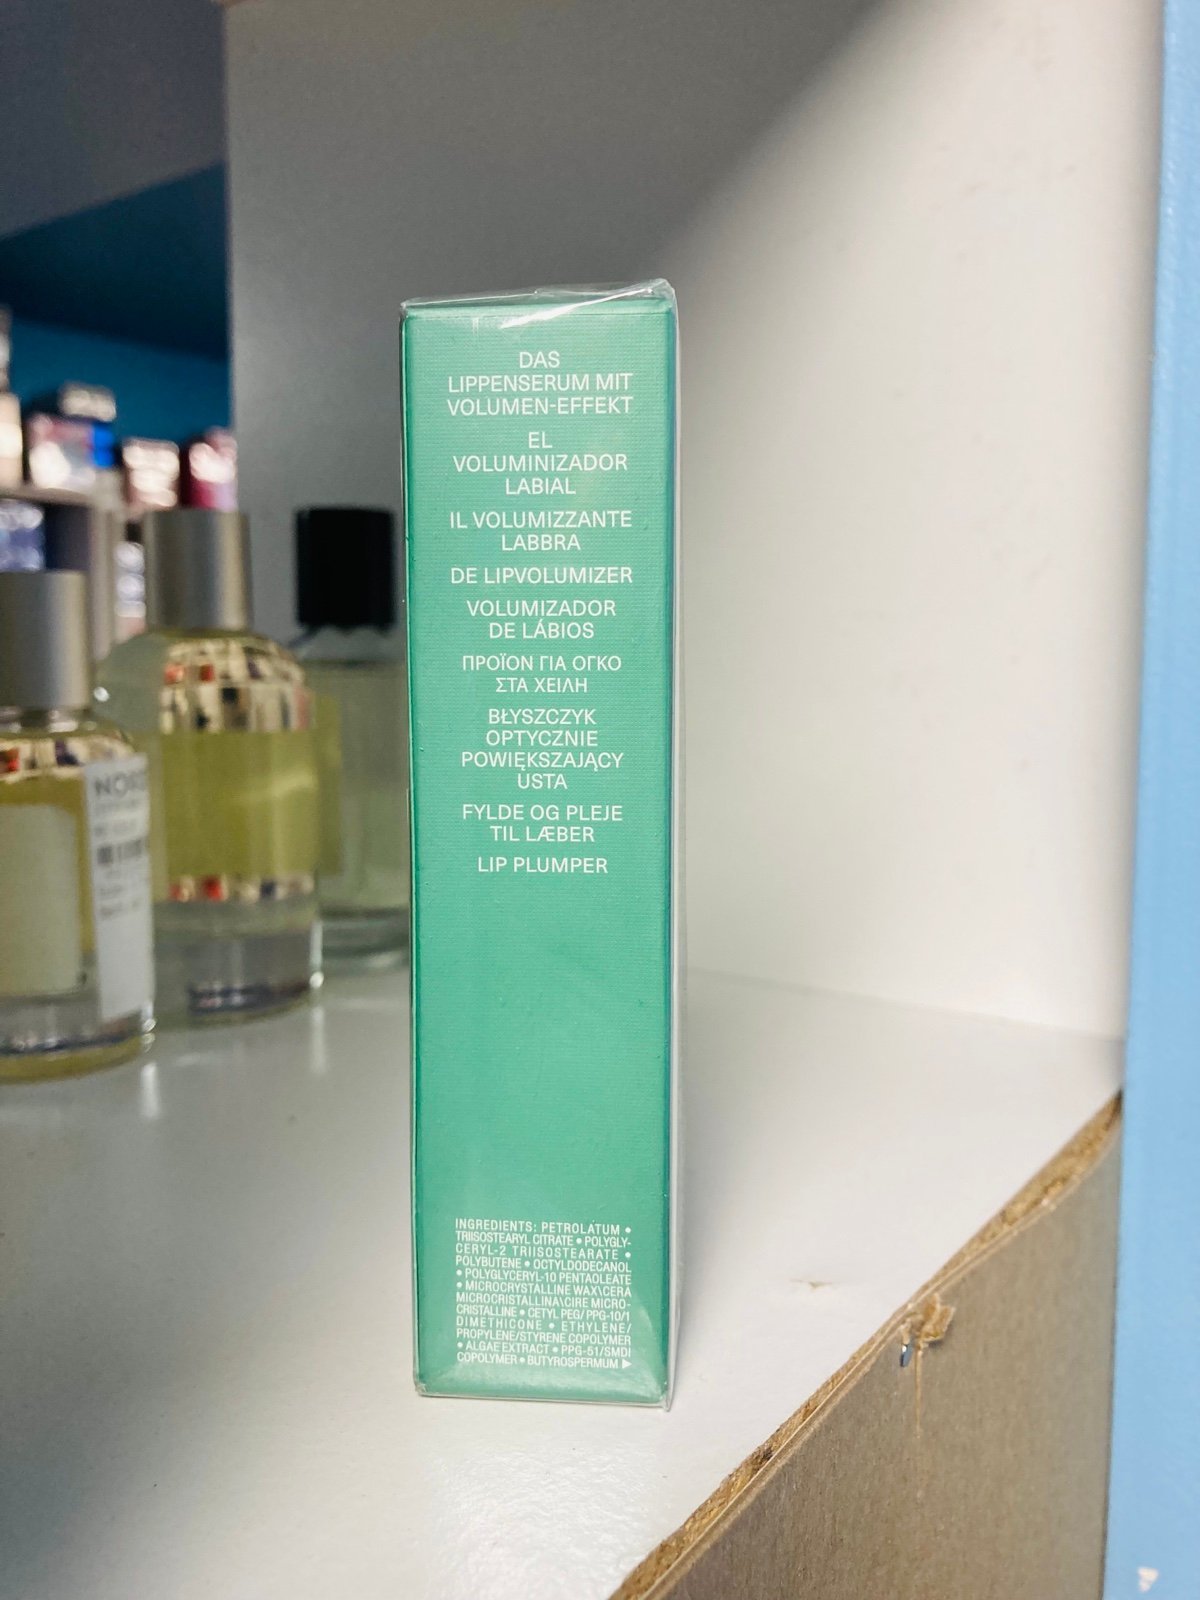 DAS
LIPPENSERUM MIT
VOLUMEN-EFFEKT
EL
VOLUMINIZADOR
LABIAL
IL VOLUMIZZANTE
LABBRA
DE LIPVOLUMIZER
VOLUMIZADOR
DE LÁBIOS
ΠΡΟΪΟΝ ΓΙΑ ΟΓΚΟ
ΣΤΑ ΧΕΙΛΗ
BŁYSZCZYK
OPTYCZNIE
POWIĘKSZAJĄCY
USTA
FYLDE OG PLEJE
TIL LÆBER
LIP PLUMPER
INGREDIENTS: PETROLATUM •
TRIISOSTEARYL CITRATE • POLYGLY-
CERYL-2 TRIISOSTEARATE •
POLYBUTENE • OCTYLDODECANOL
• POLYGLYCERYL-10 PENTAOLEATE
• MICROCRYSTALLINE WAX\CERA
MICROCRISTALLINA\CIRE MICRO-
CRISTALLINE • CETYL PEG/ PPG-10/1
DIMETHICONE • ETHYLENE/
PROPYLENE/STYRENE COPOLYMER
• ALGAE EXTRACT • PPG-51/SMDI
COPOLYMER • BUTYROSPERMUM ▶